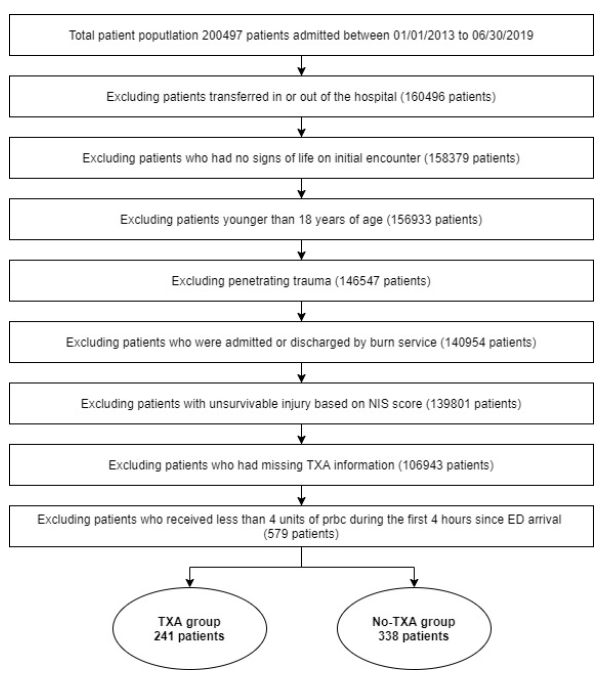 Total patient poputlation 200497 patients admitted between 01/01/2013 to 06/30/2019
Excluding patients transferred in or out of the hospital (160496 patients)
Excluding patients who had no signs of life on initial encounter (158379 patients)
Excluding patients younger than 18 years of age (156933 patients)
Excluding penetrating trauma (146547 patients)
Excluding patients who were admitted or discharged by burn service (140954 patients)
Excluding patients with unsurvivable injury based on NIS score (139801 patients)
Excluding patients who had missing TXA information (106943 patients)
Excluding patients who received less than 4 units of prbc during the first 4 hours since ED arrival
(579 patients)
TXA group
241 patients
No-TXA group
338 patients